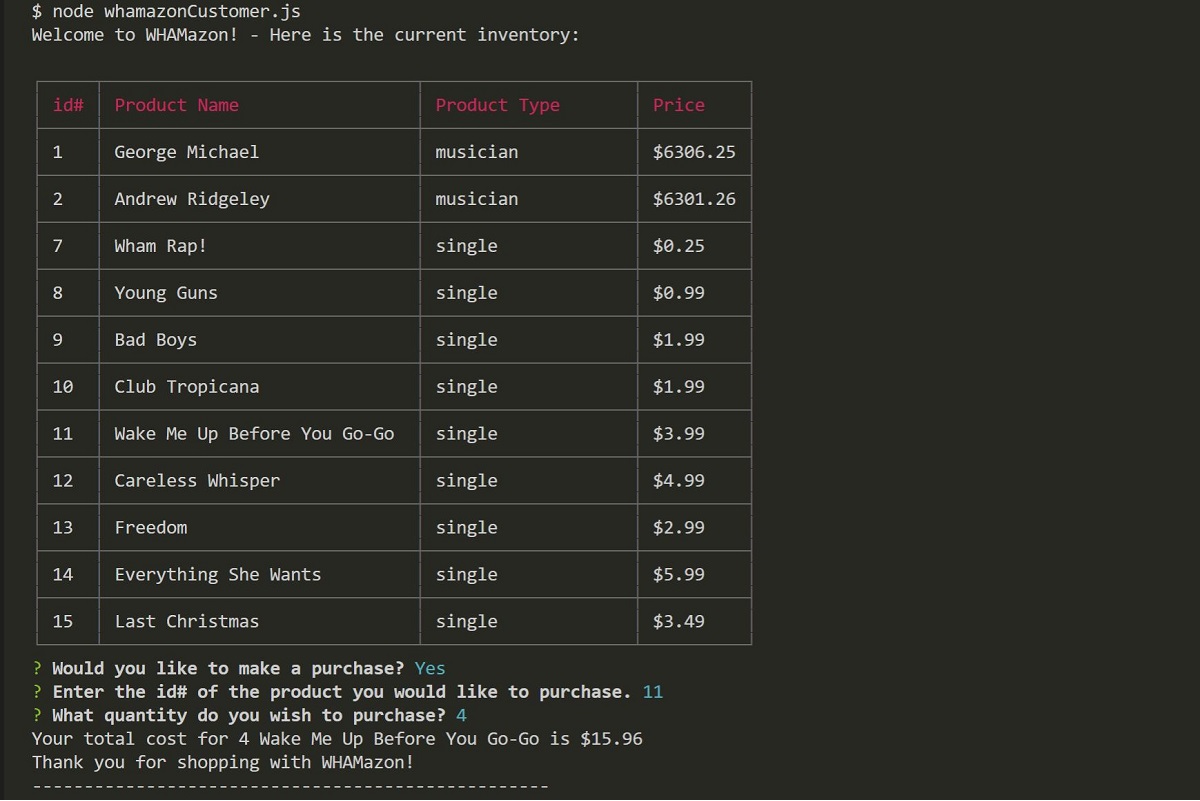 $ node whamazonCustomer.js
Welcome to WHAMazon! - Here is the current inventory:
id# Product Name Product Type Price
1 George Michael musician $6306.25
2 Andrew Ridgeley musician $6301.26
7 Wham Rap! single $0.25
8 Young Guns single $0.99
9 Bad Boys single $1.99
10 Club Tropicana single $1.99
11 Wake Me Up Before You Go-Go single $3.99
12 Careless Whisper single $4.99
13 Freedom single $2.99
14 Everything She Wants single $5.99
15 Last Christmas single $3.49
? Would you like to make a purchase? Yes
? Enter the id# of the product you would like to purchase. 11
? What quantity do you wish to purchase? 4
Your total cost for 4 Wake Me Up Before You Go-Go is $15.96
Thank you for shopping with WHAMazon!
--------------------------------------------------